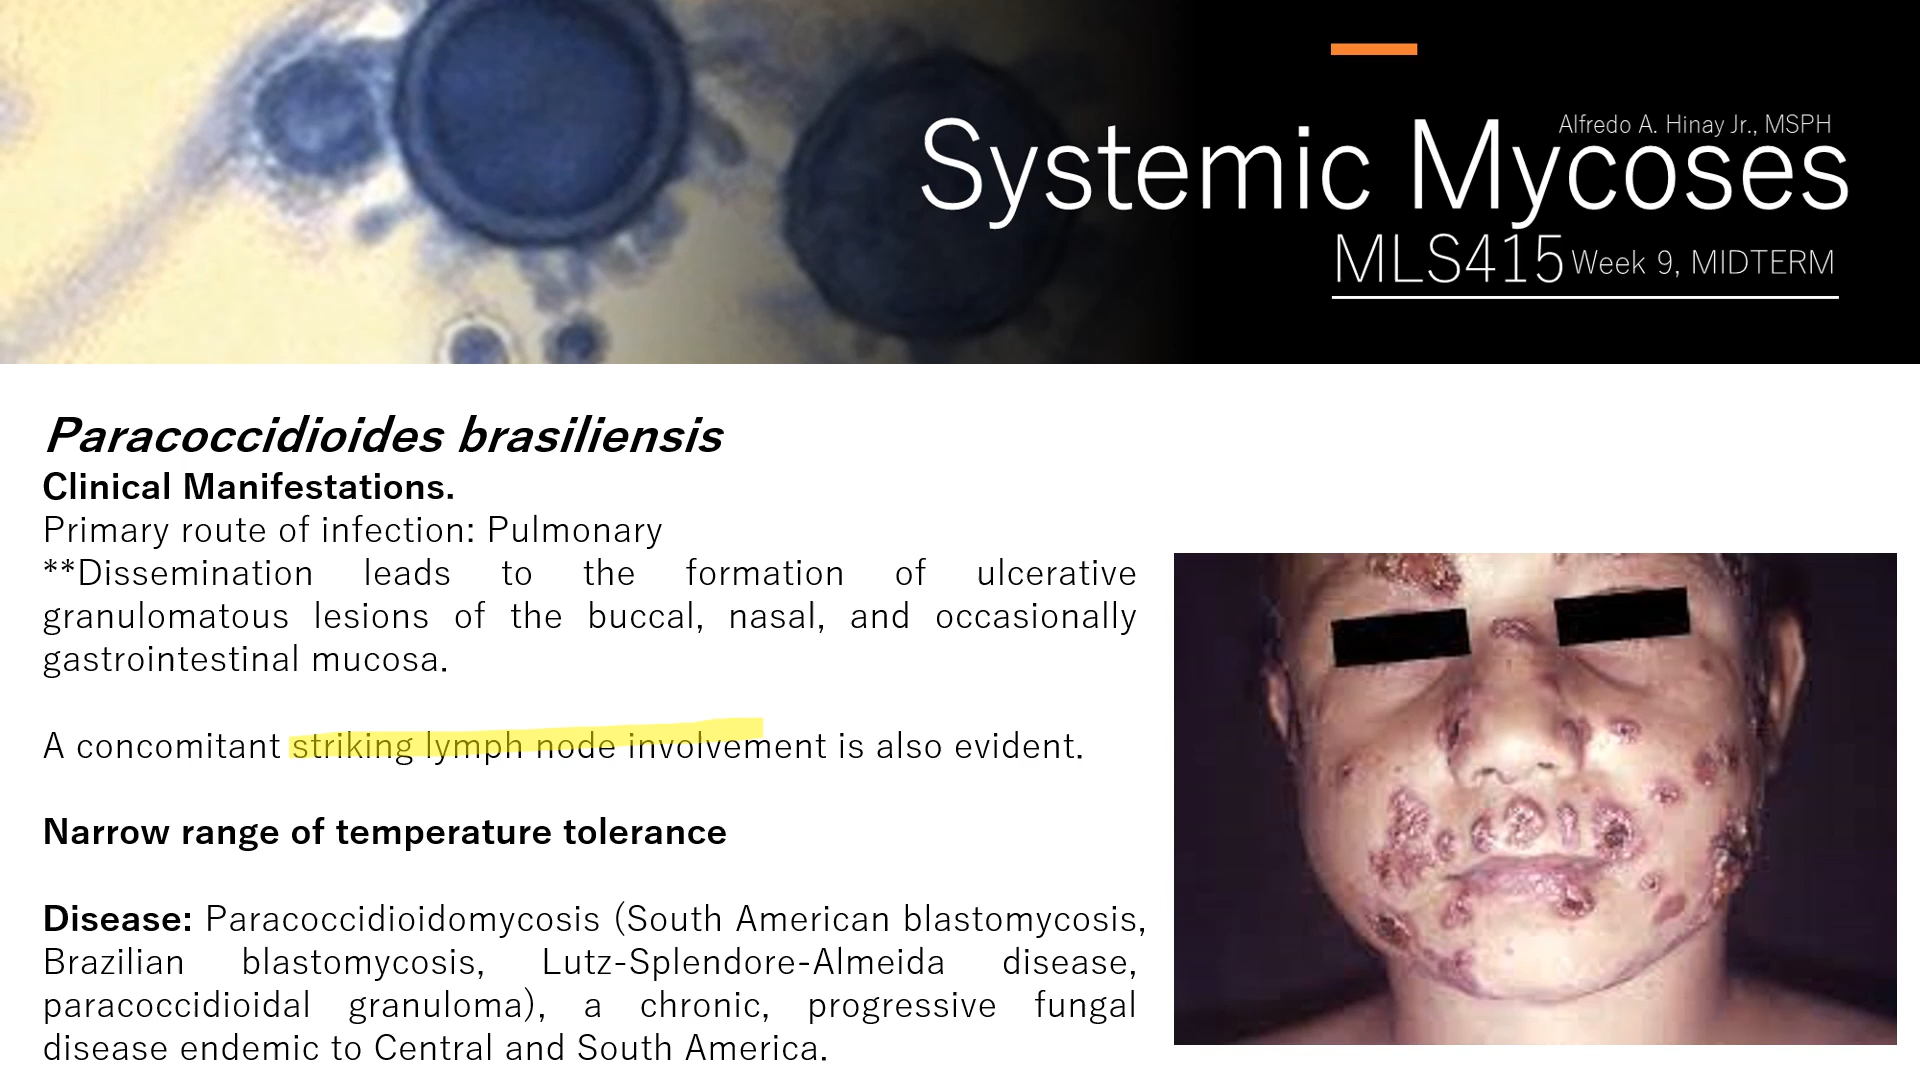 Alfredo A. Hinay Jr., MSPH
Systemic Mycoses
MLS415 Week 9, MIDTERM
Paracoccidioides brasiliensis
Clinical Manifestations.
Primary route of infection: Pulmonary
**Dissemination leads to the formation of ulcerative
granulomatous lesions of the buccal, nasal, and occasionally
gastrointestinal mucosa.
A concomitant striking lymph node involvement is also evident.
Narrow range of temperature tolerance
Disease: Paracoccidioidomycosis (South American blastomycosis,
Brazilian blastomycosis, Lutz-Splendore-Almeida disease,
paracoccidioidal granuloma), a chronic, progressive fungal
disease endemic to Central and South America.